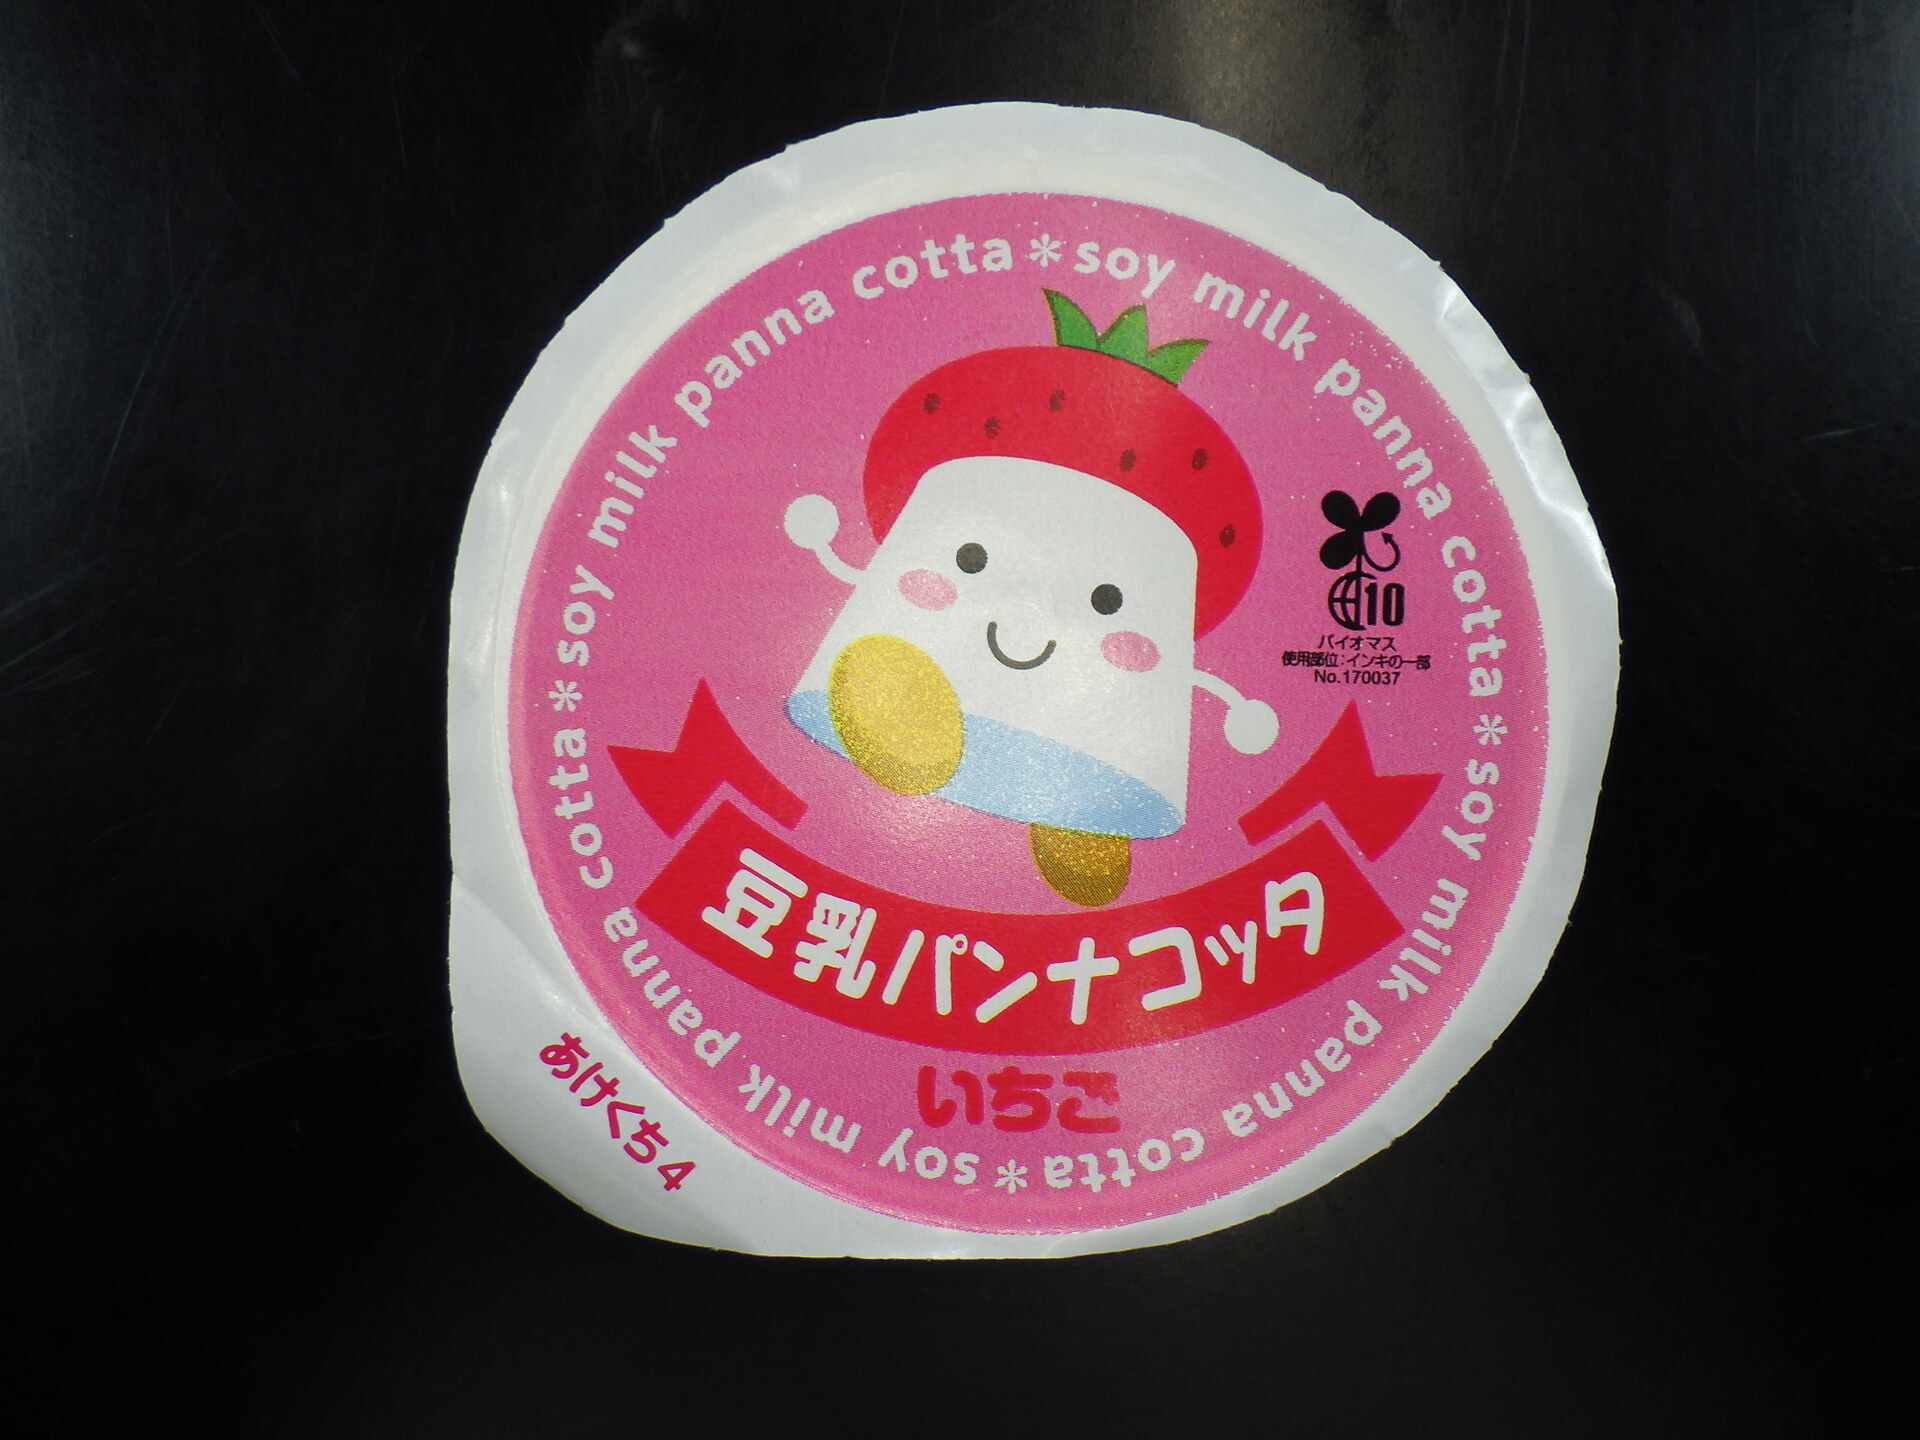 soy milk panna cotta*soy milk panna cotta*soy milk panna cotta*soy milk panna cotta*
10
バイオマス
使用部位:インキの一部
No.170037
豆乳パンナコッタ
いちご
あけくち4